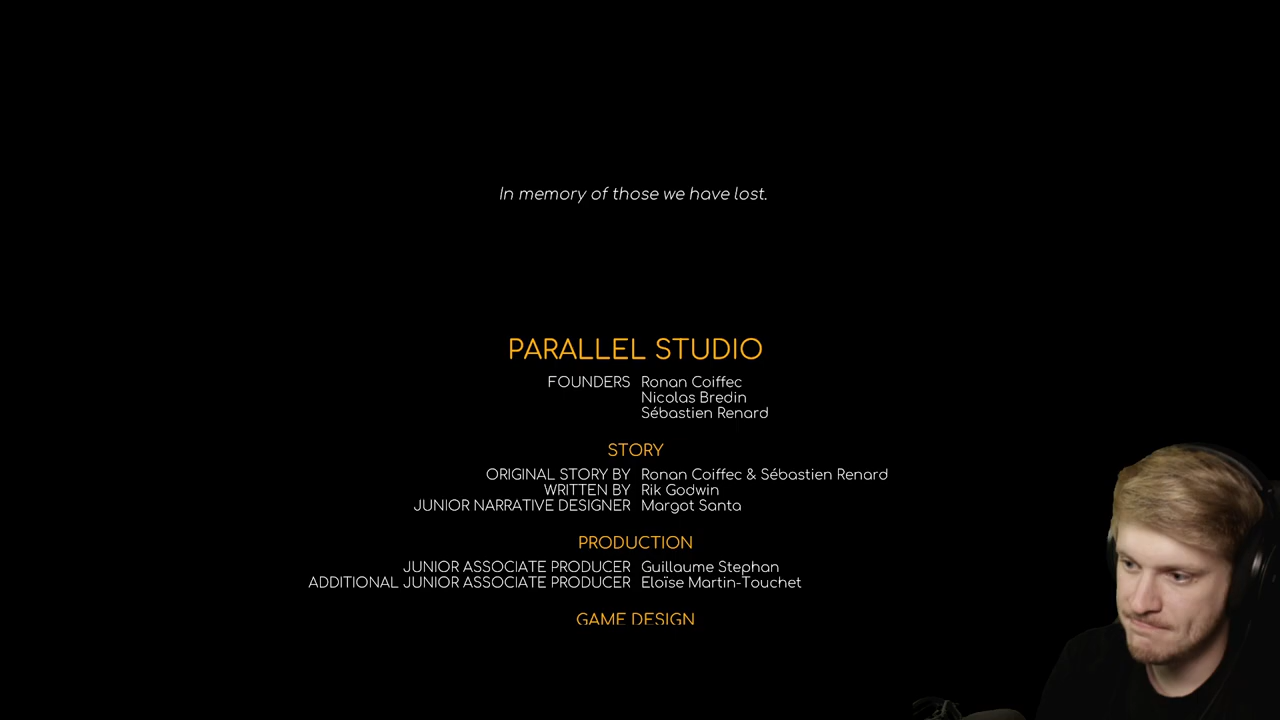 In memory of those we have lost.
PARALLEL STUDIO
FOUNDERS Ronan Coiffec
Nicolas Bredin
Sébastien Renard
STORY
ORIGINAL STORY BY Ronan Coiffec & Sébastien Renard
WRITTEN BY Rik Godwin
JUNIOR NARRATIVE DESIGNER Margot Santa
PRODUCTION
JUNIOR ASSOCIATE PRODUCER Guillaume Stephan
ADDITIONAL JUNIOR ASSOCIATE PRODUCER Eloïse Martin-Touchet
GAME DESIGN